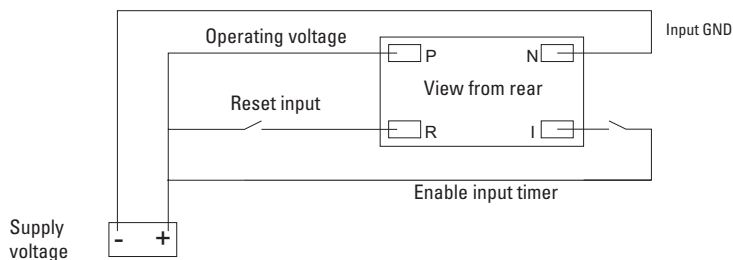 Input GND
Operating voltage
P N
View from rear
Reset input
R I
Enable input timer
Supply
voltage
- +